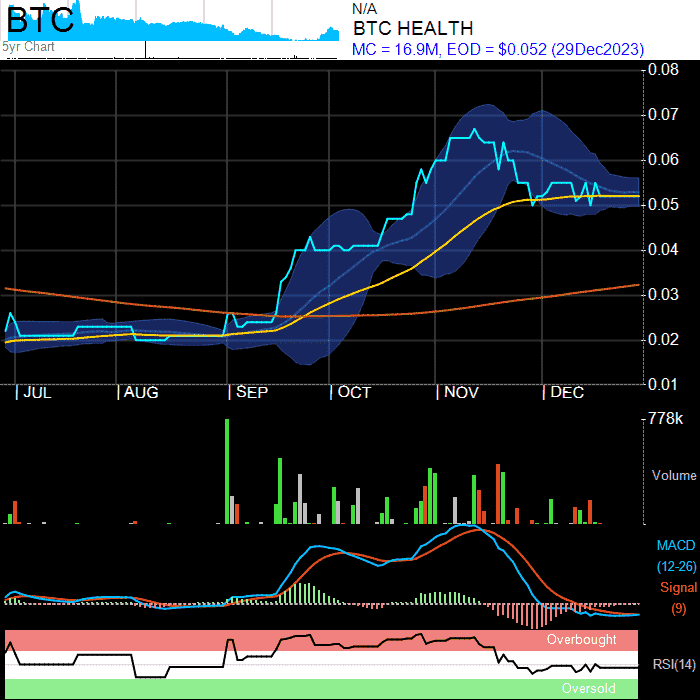 BTC
5yr Chart
N/A
BTC HEALTH
MC = 16.9M, EOD = $0.052 (29Dec2023)
0.08
0.07
0.06
0.05
0.04
0.03
0.02
0.01
JUL AUG SEP OCT NOV DEC
778k
Volume
MACD
(12-26)
Signal
(9)
Overbought
RSI(14)
Oversold